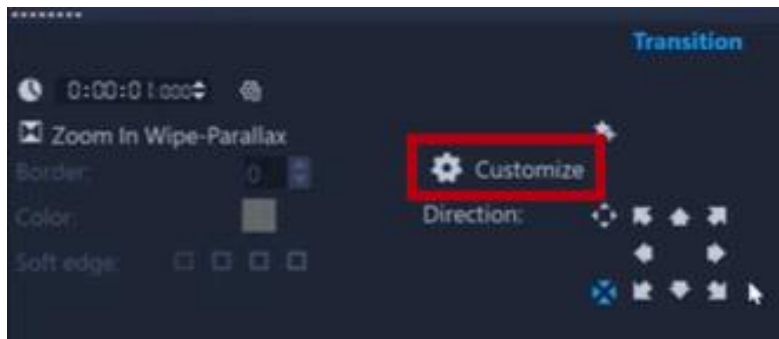 Transition
0:00:01.000
Zoom In Wipe-Parallax
Customize
Border: 0
Color: Direction:
Soft edge: